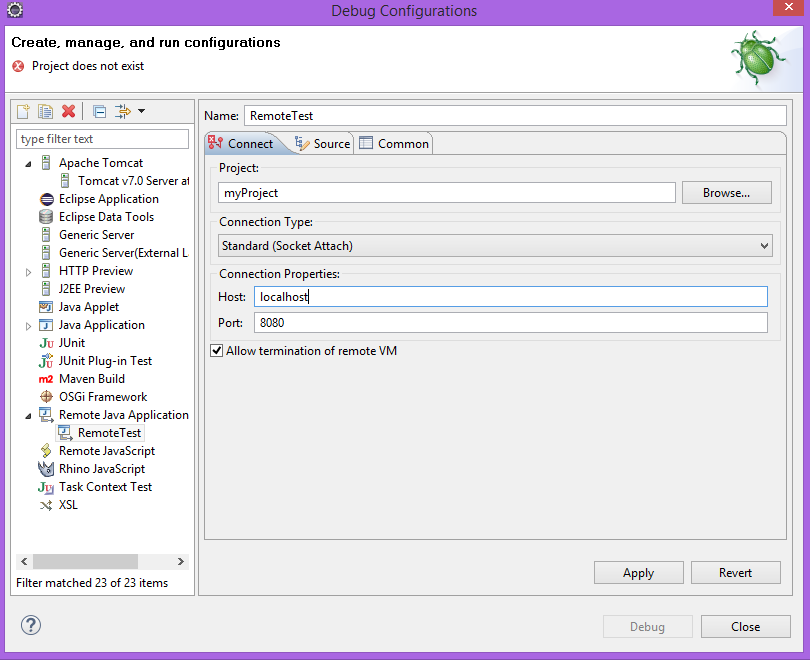 Debug Configurations
Create, manage, and run configurations
Project does not exist
type filter text
Apache Tomcat
Tomcat v7.0 Server at
Eclipse Application
Eclipse Data Tools
Generic Server
Generic Server(External L
HTTP Preview
J2EE Preview
Java Applet
Java Application
Ju JUnit
JUnit Plug-in Test
m2 Maven Build
OSGi Framework
Remote Java Application
RemoteTest
Remote JavaScript
Rhino JavaScript
Task Context Test
XSL
Filter matched 23 of 23 items
Name: RemoteTest
Connect Source Common
Project:
myProject Browse...
Connection Type:
Standard (Socket Attach)
Connection Properties:
Host: localhost
Port: 8080
Allow termination of remote VM
Apply Revert
? Debug Close